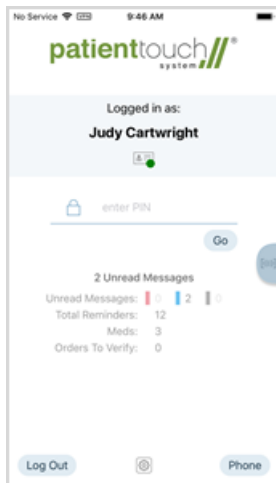 No Service VPN 9:46 AM
patienttouch®
system
Logged in as:
Judy Cartwright
enter PIN
Go
2 Unread Messages
Unread Messages: 0 2 0
Total Reminders: 12
Meds: 3
Orders To Verify: 0
Log Out Phone